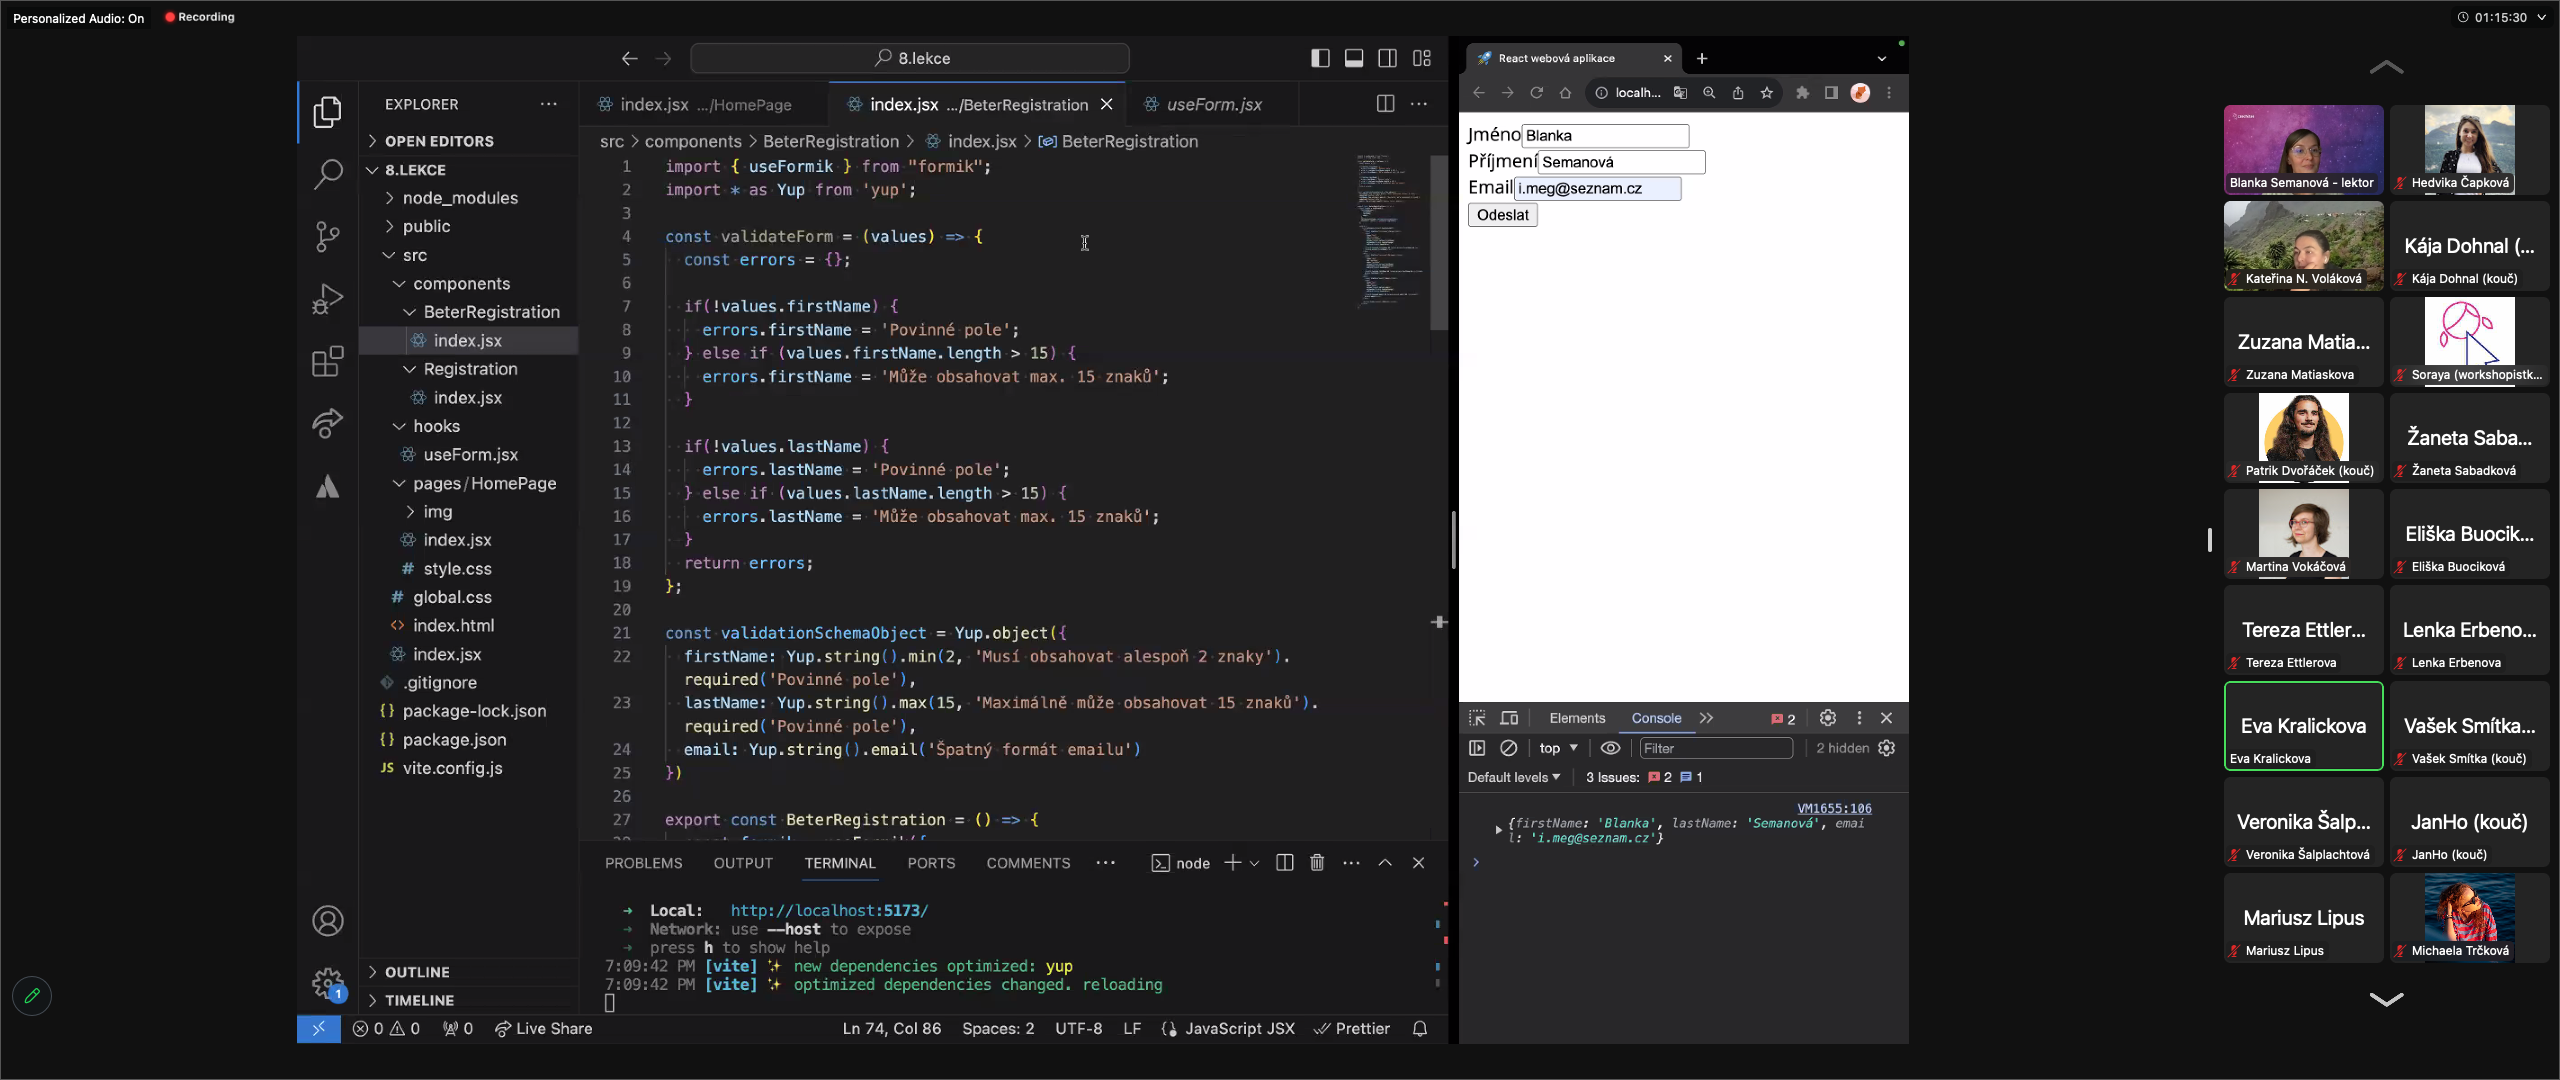 Personalized Audio: On
Recording
01:15:30
8.lekce
EXPLORER
OPEN EDITORS
8.LEKCE
node_modules
public
src
components
BeterRegistration
index.jsx
Registration
index.jsx
hooks
useForm.jsx
pages/HomePage
img
index.jsx
# style.css
# global.css
<> index.html
index.jsx
.gitignore
{} package-lock.json
{} package.json
JS vite.config.js
OUTLINE
TIMELINE
1
index.jsx .../HomePage
index.jsx .../BeterRegistration
useForm.jsx
src > components > BeterRegistration > index.jsx > BeterRegistration
1 import { useFormik } from "formik";
2 import * as Yup from 'yup';
3
4 const validateForm = (values) => {
5 const errors = {};
6
7 if(!values.firstName) {
8 errors.firstName = 'Povinné pole';
9 } else if (values.firstName.length > 15) {
10 errors.firstName = 'Může obsahovat max. 15 znaků';
11 }
12
13 if(!values.lastName) {
14 errors.lastName = 'Povinné pole';
15 } else if (values.lastName.length > 15) {
16 errors.lastName = 'Může obsahovat max. 15 znaků';
17 }
18 return errors;
19 };
20
21 const validationSchemaObject = Yup.object({
22 firstName: Yup.string().min(2, 'Musí obsahovat alespoň 2 znaky').
required('Povinné pole'),
23 lastName: Yup.string().max(15, 'Maximálně může obsahovat 15 znaků').
required('Povinné pole'),
24 email: Yup.string().email('Špatný formát emailu')
25 })
26
27 export const BeterRegistration = () => {
PROBLEMS OUTPUT TERMINAL PORTS COMMENTS
node
➜ Local: http://localhost:5173/
➜ Network: use --host to expose
➜ press h to show help
7:09:42 PM [vite] ✨ new dependencies optimized: yup
7:09:42 PM [vite] ✨ optimized dependencies changed. reloading
0 0
0
Live Share
Ln 74, Col 86
Spaces: 2
UTF-8
LF
{} JavaScript JSX
Prettier
React webová aplikace
localh...
Jméno Blanka
Příjmení Semanová
Email i.meg@seznam.cz
Odeslat
Elements Console 2
top Filter 2 hidden
Default levels 3 Issues: 2 1
VM1655:106
{firstName: 'Blanka', lastName: 'Semanová', emai
l: 'i.meg@seznam.cz'}
Blanka Semanová - lektor
Hedvika Čapková
Kateřina N. Voláková
Kája Dohnal (...
Kája Dohnal (kouč)
Zuzana Matia...
Zuzana Matiaskova
Soraya (workshopistk...
Patrik Dvořáček (kouč)
Žaneta Saba...
Žaneta Sabadková
Martina Vokáčová
Eliška Buocik...
Eliška Buociková
Tereza Ettler...
Tereza Ettlerova
Lenka Erbeno...
Lenka Erbenova
Eva Kralickova
Eva Kralickova
Vašek Smítka...
Vašek Smítka (kouč)
Veronika Šalp...
Veronika Šalplachtová
JanHo (kouč)
JanHo (kouč)
Mariusz Lipus
Mariusz Lipus
Michaela Trčková